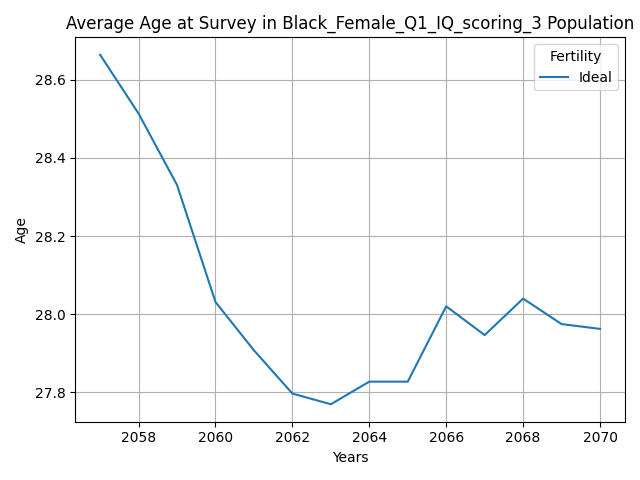 Average Age at Survey in Black_Female_Q1_IQ_scoring_3 Population
Fertility
Ideal
28.6
28.4
28.2
28.0
27.8
Age
2058 2060 2062 2064 2066 2068 2070
Years